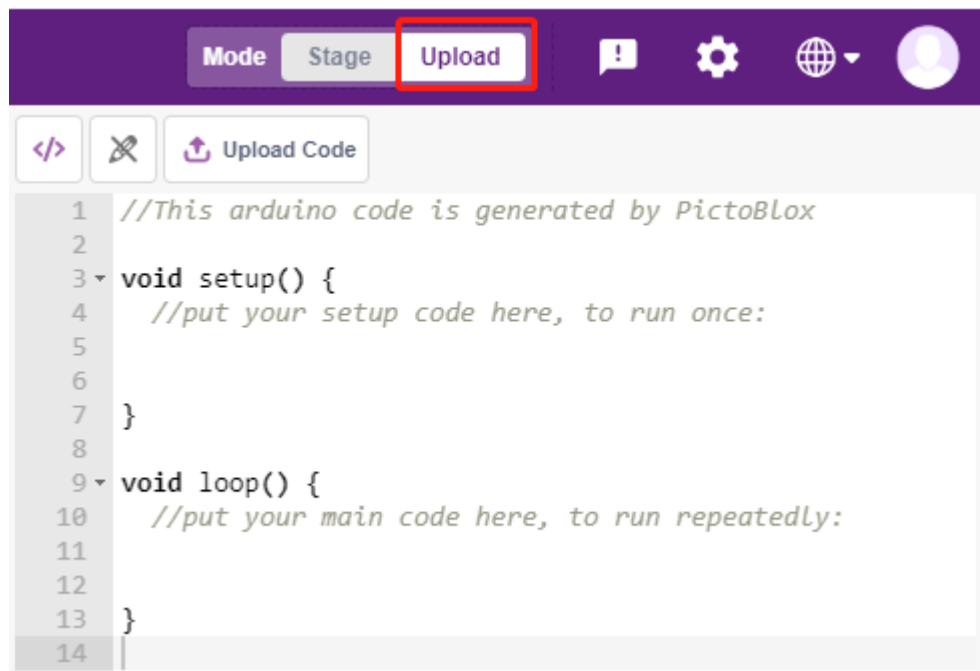 Mode Stage Upload
</> Upload Code
1 //This arduino code is generated by PictoBlox
2
3 void setup() {
4 //put your setup code here, to run once:
5
6
7 }
8
9 void loop() {
10 //put your main code here, to run repeatedly:
11
12
13 }
14